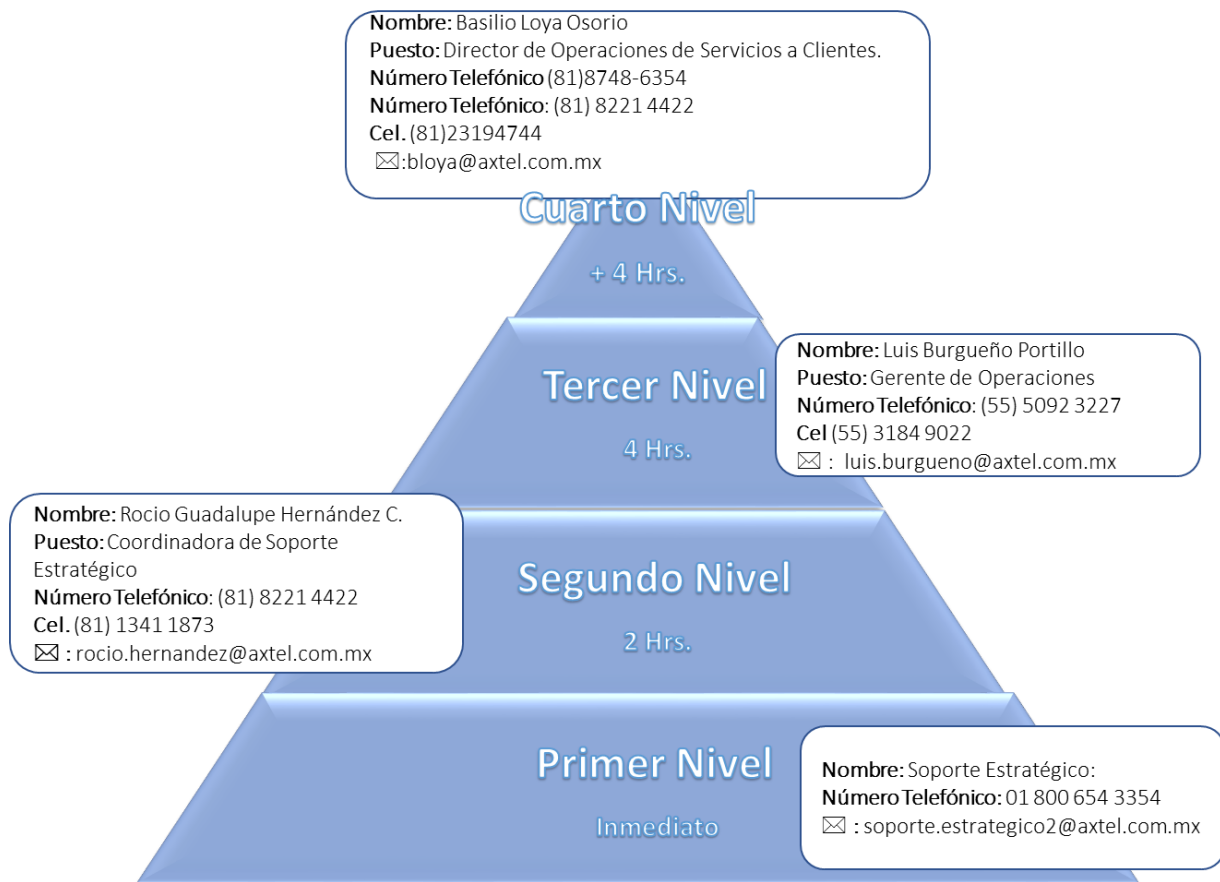 Nombre: Basilio Loya Osorio
Puesto: Director de Operaciones de Servicios a Clientes.
Número Telefónico (81)8748-6354
Número Telefónico: (81) 8221 4422
Cel. (81)23194744
✉:bloya@axtel.com.mx
Cuarto Nivel
+ 4 Hrs.
Nombre: Luis Burgueño Portillo
Puesto: Gerente de Operaciones
Número Telefónico: (55) 5092 3227
Cel (55) 3184 9022
✉ : luis.burgueno@axtel.com.mx
Tercer Nivel
4 Hrs.
Nombre: Rocio Guadalupe Hernández C.
Puesto: Coordinadora de Soporte
Estratégico
Número Telefónico: (81) 8221 4422
Cel. (81) 1341 1873
✉ : rocio.hernandez@axtel.com.mx
Segundo Nivel
2 Hrs.
Primer Nivel
Inmediato
Nombre: Soporte Estratégico:
Número Telefónico: 01 800 654 3354
✉ : soporte.estrategico2@axtel.com.mx